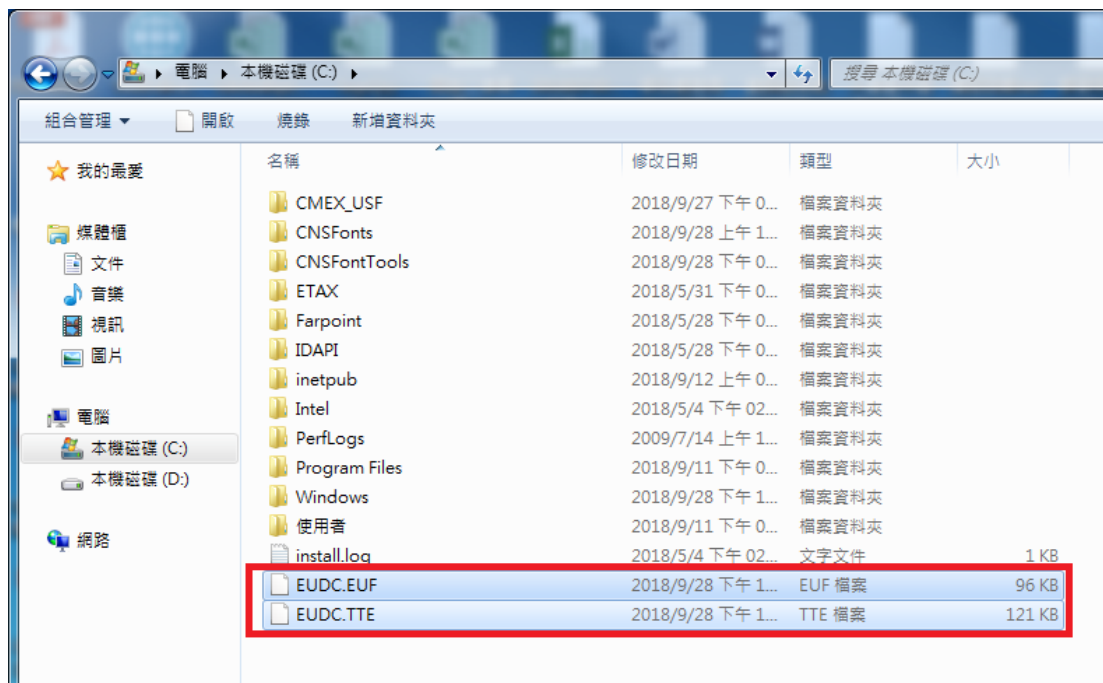 電腦 ▸ 本機磁碟 (C:) ▸ 搜尋 本機磁碟 (C:)
組合管理 ▼ 開啟 燒錄 新增資料夾
我的最愛
媒體櫃
文件
音樂
視訊
圖片
電腦
本機磁碟 (C:)
本機磁碟 (D:)
網路
名稱 修改日期 類型 大小
CMEX_USF 2018/9/27 下午 0... 檔案資料夾
CNSFonts 2018/9/28 上午 1... 檔案資料夾
CNSFontTools 2018/9/28 下午 0... 檔案資料夾
ETAX 2018/5/31 下午 0... 檔案資料夾
Farpoint 2018/5/28 下午 0... 檔案資料夾
IDAPI 2018/5/28 下午 0... 檔案資料夾
inetpub 2018/9/12 上午 0... 檔案資料夾
Intel 2018/5/4 下午 02... 檔案資料夾
PerfLogs 2009/7/14 上午 1... 檔案資料夾
Program Files 2018/9/11 下午 0... 檔案資料夾
Windows 2018/9/28 下午 1... 檔案資料夾
使用者 2018/9/11 下午 0... 檔案資料夾
install.log 2018/5/4 下午 02... 文字文件 1 KB
EUDC.EUF 2018/9/28 下午 1... EUF 檔案 96 KB
EUDC.TTE 2018/9/28 下午 1... TTE 檔案 121 KB